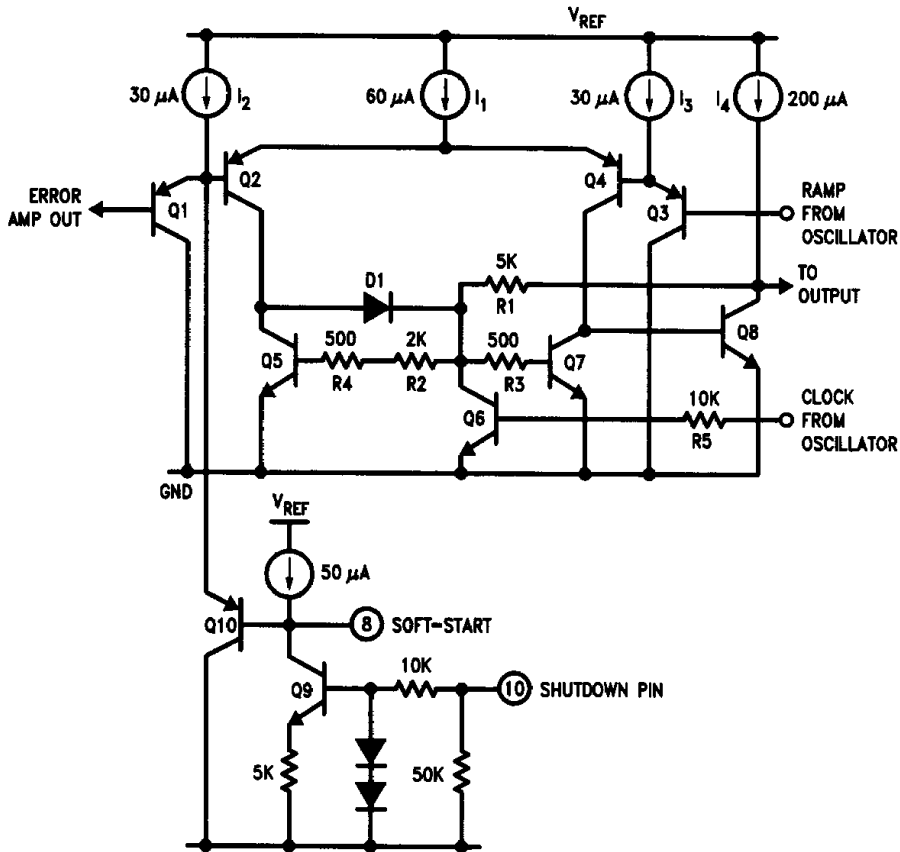 V_REF
30 μA
I₂
60 μA
I₁
30 μA
I₃
I₄
200 μA
Q2
Q4
Q3
Q1
ERROR
AMP OUT
RAMP
FROM
OSCILLATOR
D1
5K
R1
TO
OUTPUT
Q5
500
R4
2K
R2
500
R3
Q7
Q8
Q6
10K
R5
CLOCK
FROM
OSCILLATOR
GND
V_REF
50 μA
Q10
8
SOFT-START
Q9
10K
10
SHUTDOWN PIN
5K
50K